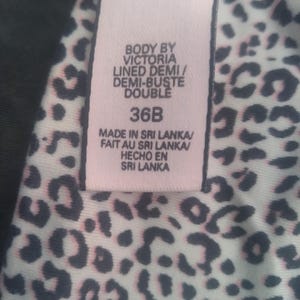 BODY BY
VICTORIA
LINED DEMI/
DEMI-BUSTE
DOUBLÉ
36B
MADE IN SRI LANKA/
FAIT AU SRI LANKA/
HECHO EN
SRI LANKA